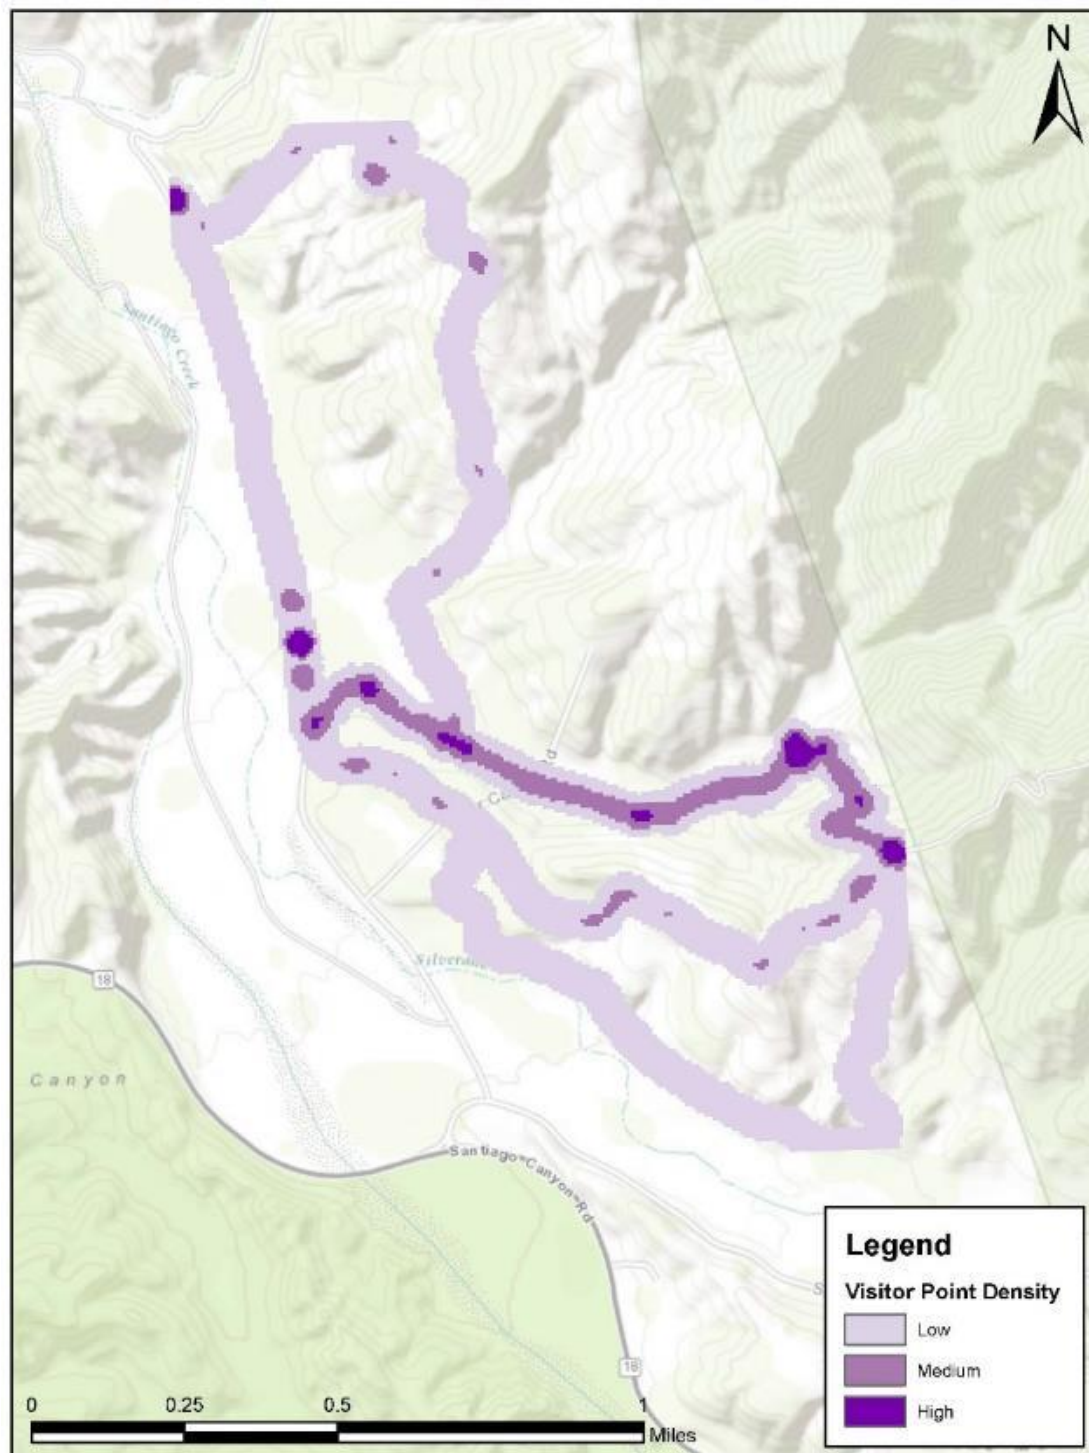 N
Santiago Creek
18
Canyon
Santiago Canyon Rd
18
Legend
Visitor Point Density
Low
Medium
High
0 0.25 0.5 1
Miles